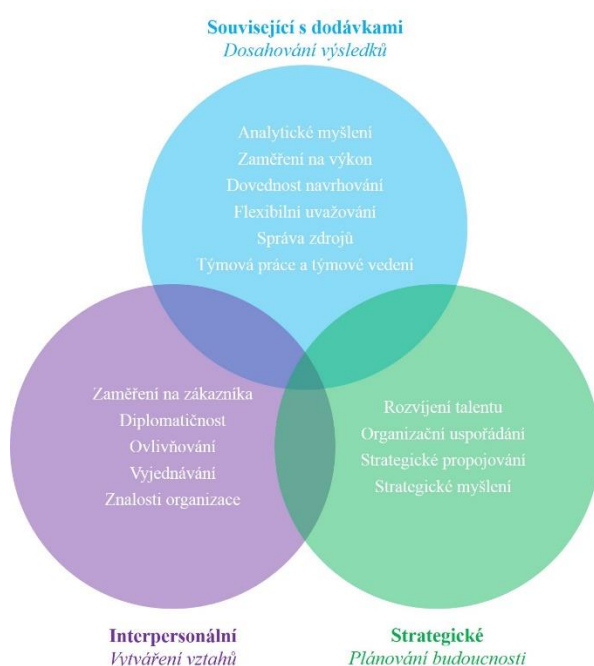 Související s dodávkami
Dosahování výsledků
Analytické myšlení
Zaměření na výkon
Dovednost navrhování
Flexibilní uvažování
Správa zdrojů
Týmová práce a týmové vedení
Zaměření na zákazníka
Diplomatičnost
Ovlivňování
Vyjednávání
Znalosti organizace
Rozvíjení talentu
Organizační uspořádání
Strategické propojování
Strategické myšlení
Interpersonální
Vytváření vztahů
Strategické
Plánování budoucnosti